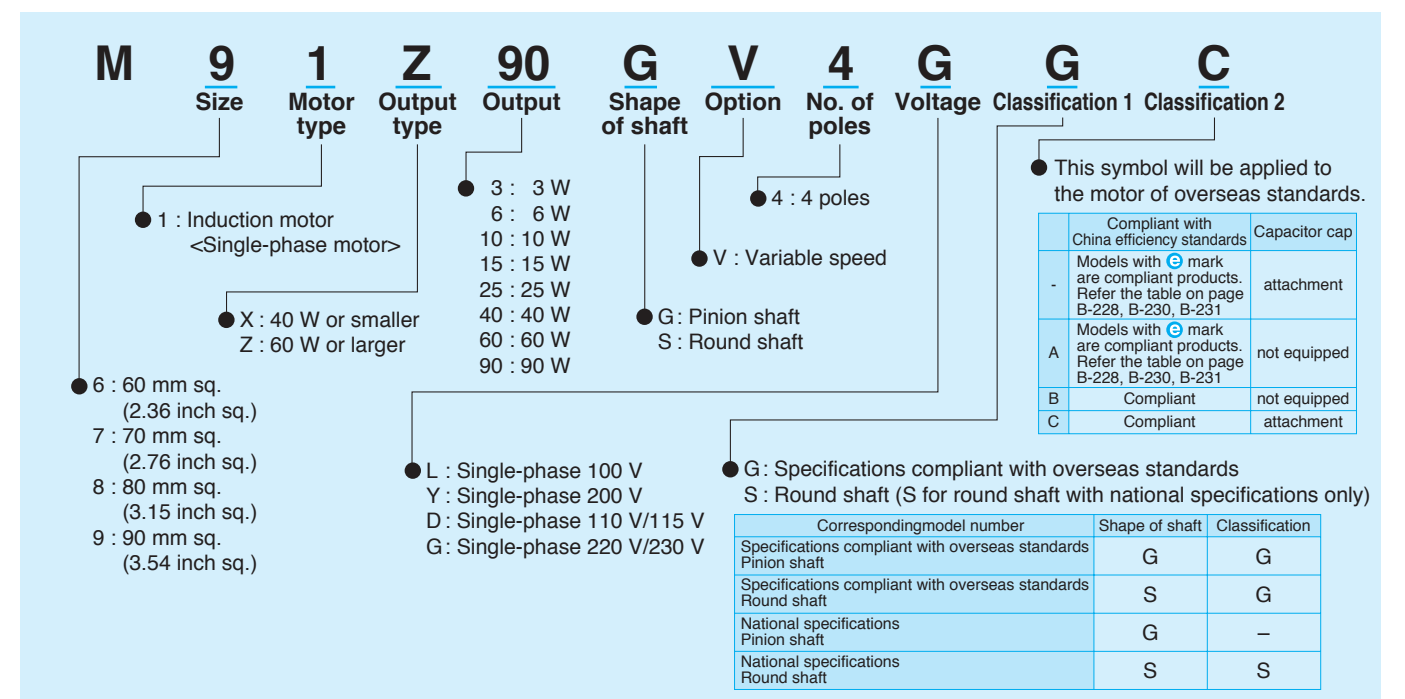 M 9 1 Z 90 G V 4 G G C
Size Motor type Output type Output Shape of shaft Option No. of poles Voltage Classification 1 Classification 2
6 : 60 mm sq.
(2.36 inch sq.)
7 : 70 mm sq.
(2.76 inch sq.)
8 : 80 mm sq.
(3.15 inch sq.)
9 : 90 mm sq.
(3.54 inch sq.)
1 : Induction motor
<Single-phase motor>
X : 40 W or smaller
Z : 60 W or larger
3 : 3 W
6 : 6 W
10 : 10 W
15 : 15 W
25 : 25 W
40 : 40 W
60 : 60 W
90 : 90 W
G : Pinion shaft
S : Round shaft
V : Variable speed
4 : 4 poles
L : Single-phase 100 V
Y : Single-phase 200 V
D : Single-phase 110 V/115 V
G : Single-phase 220 V/230 V
G : Specifications compliant with overseas standards
S : Round shaft (S for round shaft with national specifications only)
Correspondingmodel number Shape of shaft Classification
Specifications compliant with overseas standards
Pinion shaft G G
Specifications compliant with overseas standards
Round shaft S G
National specifications
Pinion shaft G –
National specifications
Round shaft S S
This symbol will be applied to
the motor of overseas standards.
Compliant with
China efficiency standards Capacitor cap
- Models with e mark
are compliant products.
Refer the table on page
B-228, B-230, B-231 attachment
A Models with e mark
are compliant products.
Refer the table on page
B-228, B-230, B-231 not equipped
B Compliant not equipped
C Compliant attachment